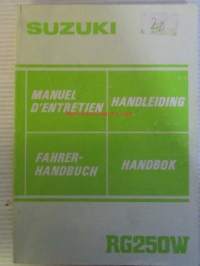 SUZUKI
MANUEL
D'ENTRETIEN
HANDLEIDING
FAHRER-
HANDBUCH
HANDBOK
RG250W